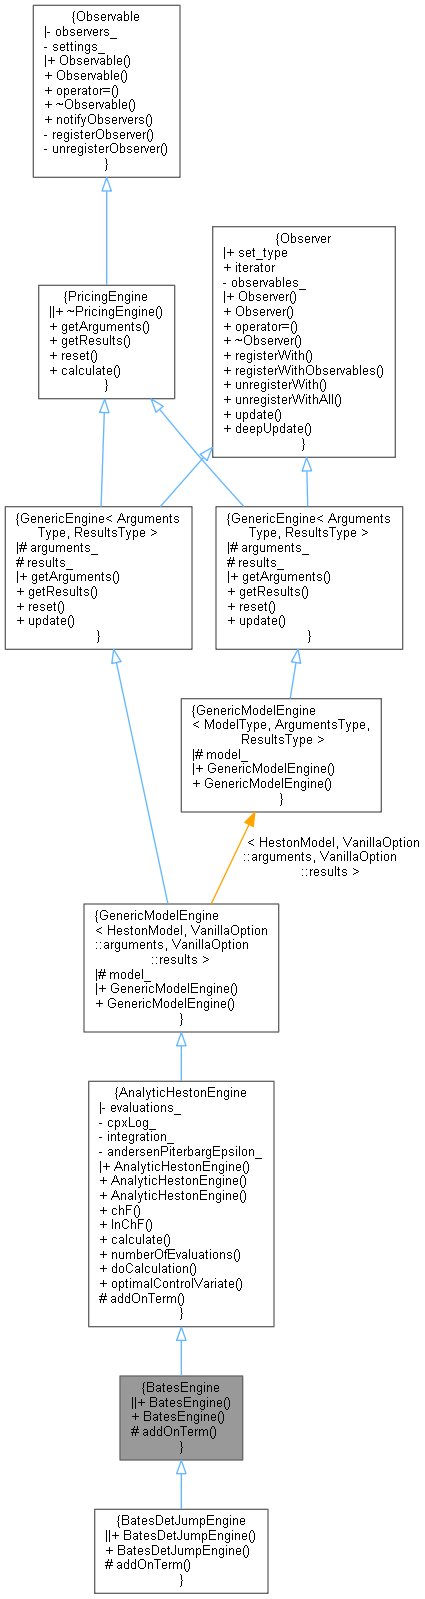 {Observable
|- observers_
- settings_
|+ Observable()
+ Observable()
+ operator=()
+ ~Observable()
+ notifyObservers()
- registerObserver()
- unregisterObserver()
}
{Observer
|+ set_type
+ iterator
- observables_
|+ Observer()
+ Observer()
+ operator=()
+ ~Observer()
+ registerWith()
+ registerWithObservables()
+ unregisterWith()
+ unregisterWithAll()
+ update()
+ deepUpdate()
}
{PricingEngine
||+ ~PricingEngine()
+ getArguments()
+ getResults()
+ reset()
+ calculate()
}
{GenericEngine< Arguments
Type, ResultsType >
|# arguments_
# results_
|+ getArguments()
+ getResults()
+ reset()
+ update()
}
{GenericEngine< Arguments
Type, ResultsType >
|# arguments_
# results_
|+ getArguments()
+ getResults()
+ reset()
+ update()
}
{GenericModelEngine
< ModelType, ArgumentsType,
ResultsType >
|# model_
|+ GenericModelEngine()
+ GenericModelEngine()
}
< HestonModel, VanillaOption
::arguments, VanillaOption
::results >
{GenericModelEngine
< HestonModel, VanillaOption
::arguments, VanillaOption
::results >
|# model_
|+ GenericModelEngine()
+ GenericModelEngine()
}
{AnalyticHestonEngine
|- evaluations_
- cpxLog_
- integration_
- andersenPiterbargEpsilon_
|+ AnalyticHestonEngine()
+ AnalyticHestonEngine()
+ AnalyticHestonEngine()
+ chF()
+ lnChF()
+ calculate()
+ numberOfEvaluations()
+ doCalculation()
+ optimalControlVariate()
# addOnTerm()
}
{BatesEngine
||+ BatesEngine()
+ BatesEngine()
# addOnTerm()
}
{BatesDetJumpEngine
||+ BatesDetJumpEngine()
+ BatesDetJumpEngine()
# addOnTerm()
}